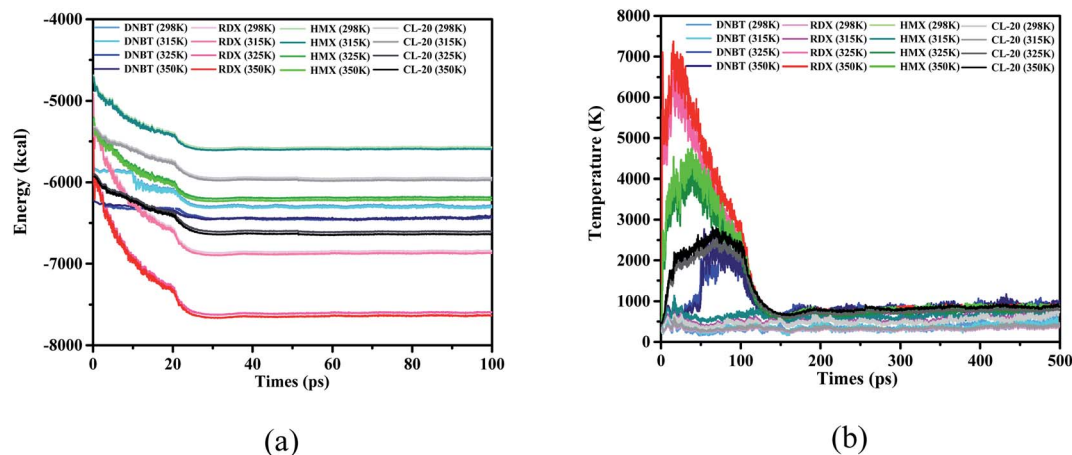 DNBT (298K) RDX (298K) HMX (298K) CL-20 (298K)
DNBT (315K) RDX (315K) HMX (315K) CL-20 (315K)
DNBT (325K) RDX (325K) HMX (325K) CL-20 (325K)
DNBT (350K) RDX (350K) HMX (350K) CL-20 (350K)
Energy (kcal)
-4000
-5000
-6000
-7000
-8000
0 20 40 60 80 100
Times (ps)
(a)
DNBT (298K) RDX (298K) HMX (298K) CL-20 (298K)
DNBT (315K) RDX (315K) HMX (315K) CL-20 (315K)
DNBT (325K) RDX (325K) HMX (325K) CL-20 (325K)
DNBT (350K) RDX (350K) HMX (350K) CL-20 (350K)
Temperature (K)
8000
7000
6000
5000
4000
3000
2000
1000
0
0 100 200 300 400 500
Times (ps)
(b)